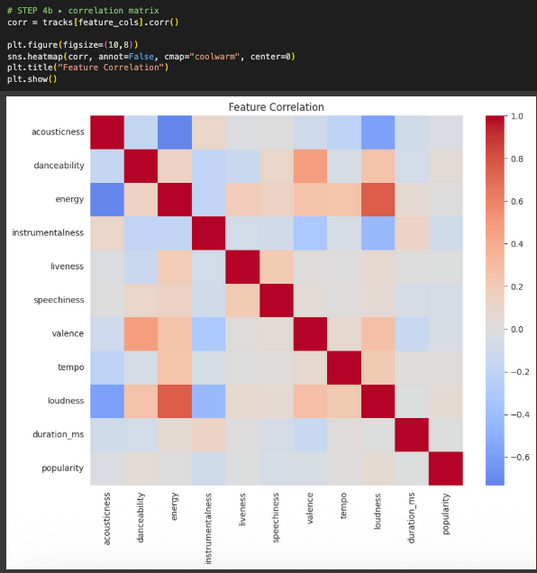 # STEP 4b ▸ correlation matrix
corr = tracks[feature_cols].corr()
plt.figure(figsize=(10,8))
sns.heatmap(corr, annot=False, cmap="coolwarm", center=0)
plt.title("Feature Correlation")
plt.show()
Feature Correlation
acousticness
danceability
energy
instrumentalness
liveness
speechiness
valence
tempo
loudness
duration_ms
popularity
acousticness
danceability
energy
instrumentalness
liveness
speechiness
valence
tempo
loudness
duration_ms
popularity
1.0
0.8
0.6
0.4
0.2
0.0
−0.2
−0.4
−0.6